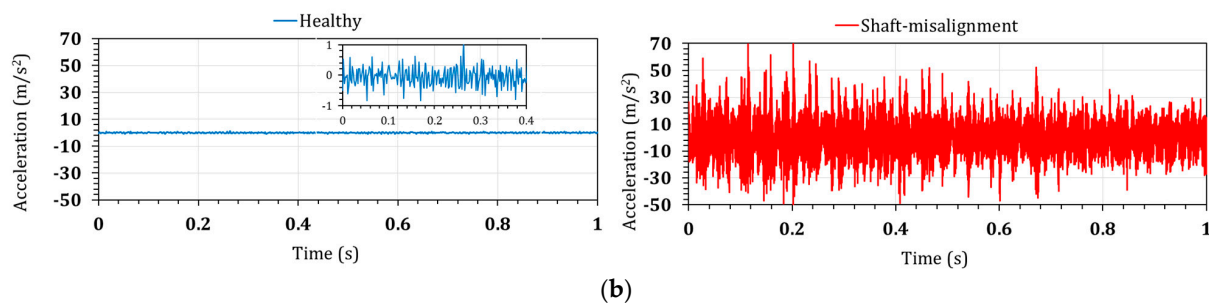 Healthy
Acceleration (m/s²)
70
50
30
10
-10
-30
-50
1
0
-1
0 0.1 0.2 0.3 0.4
0 0.2 0.4 0.6 0.8 1
Time (s)
Shaft-misalignment
Acceleration (m/s²)
70
50
30
10
-10
-30
-50
0 0.2 0.4 0.6 0.8 1
Time (s)
(b)